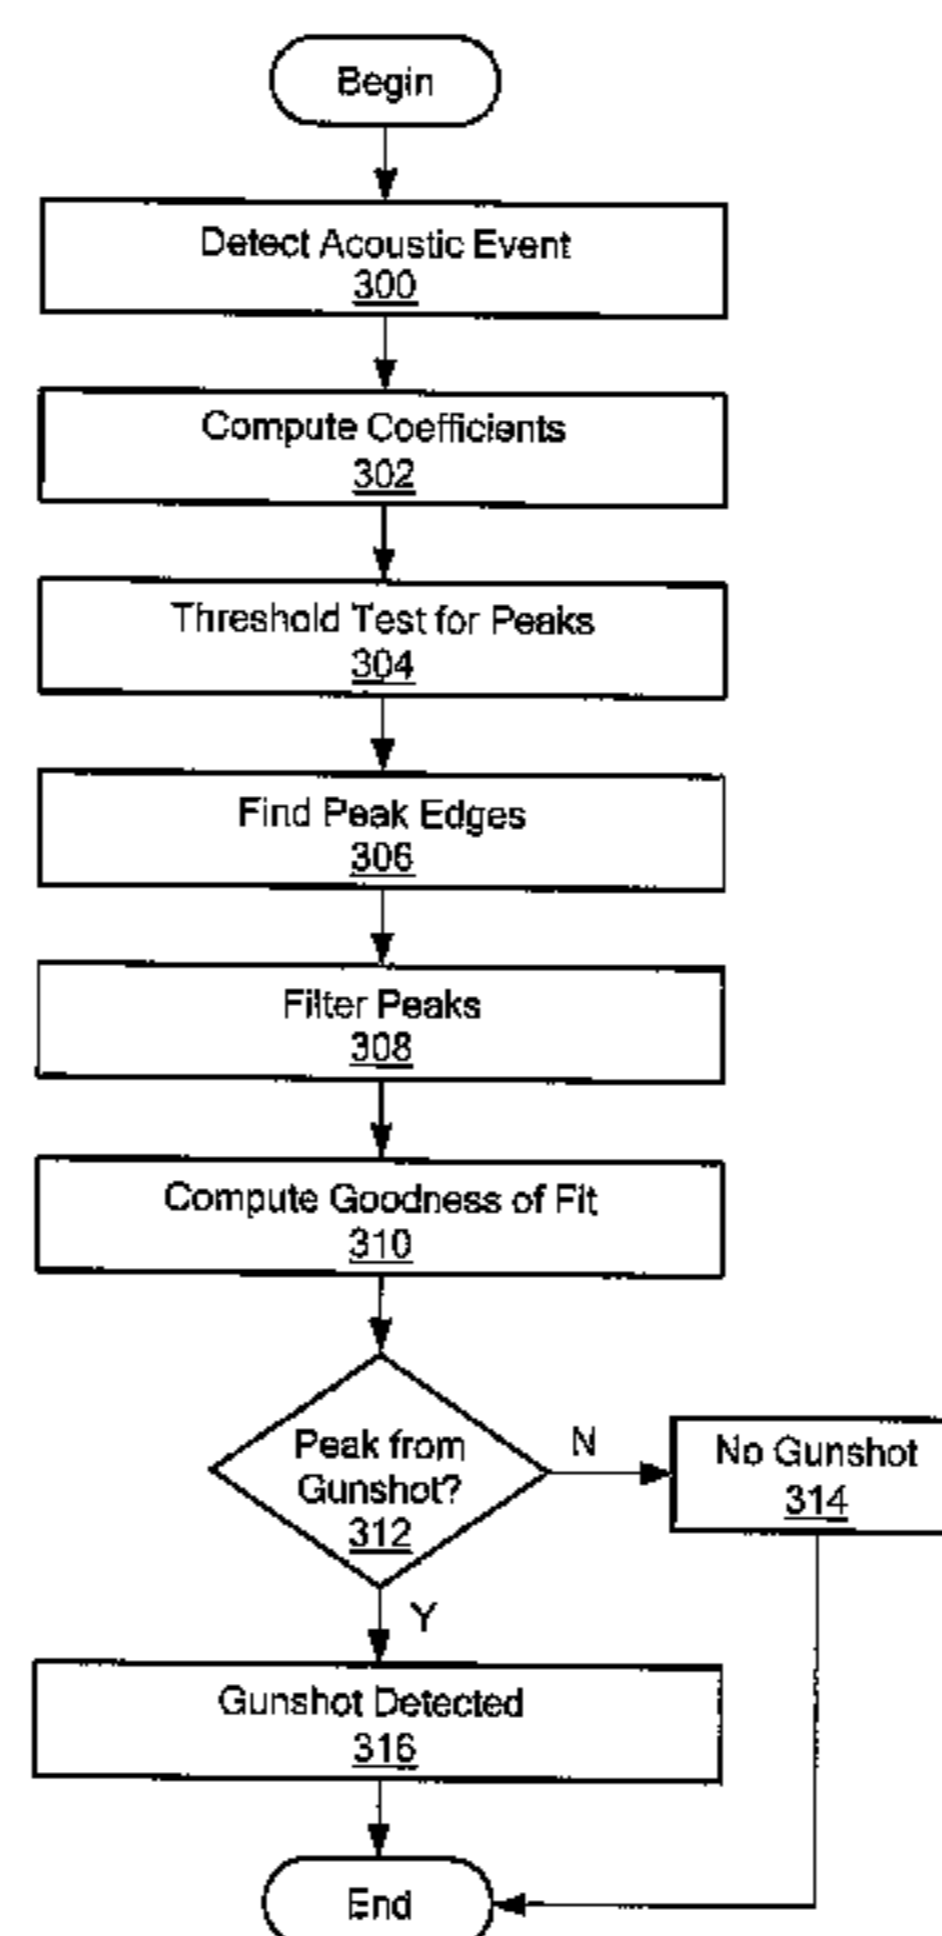 Begin
Detect Acoustic Event
300
Compute Coefficients
302
Threshold Test for Peaks
304
Find Peak Edges
306
Filter Peaks
308
Compute Goodness of Fit
310
Peak from
Gunshot?
312
N
No Gunshot
314
Y
Gunshot Detected
316
End